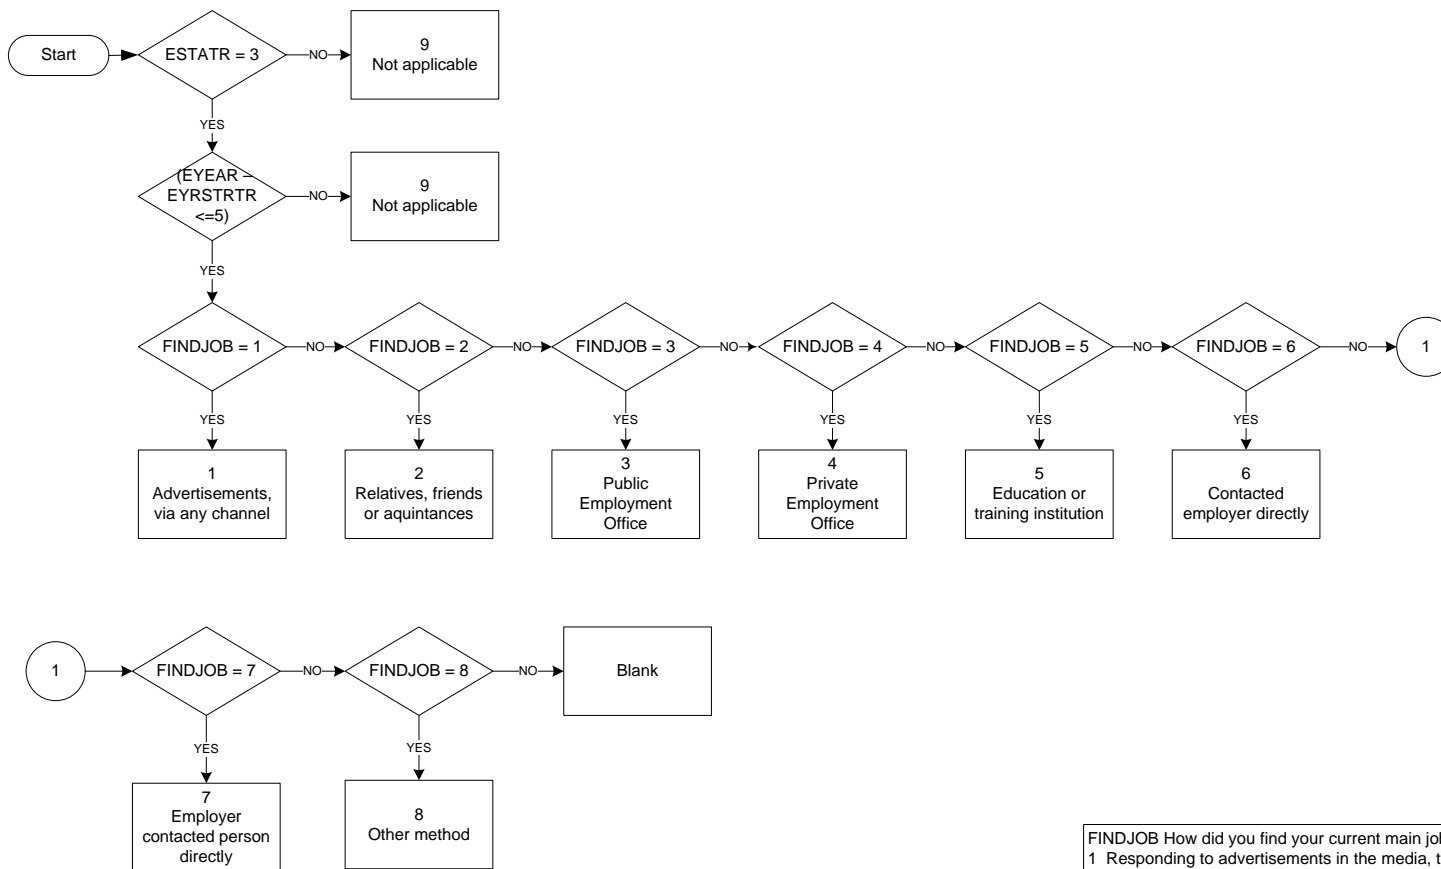 Start
ESTATR = 3
NO
9
Not applicable
YES
(EYEAR –
EYRSTRTR
<=5)
NO
9
Not applicable
YES
FINDJOB = 1
NO
FINDJOB = 2
NO
FINDJOB = 3
NO
FINDJOB = 4
NO
FINDJOB = 5
NO
FINDJOB = 6
NO
1
YES
YES
YES
YES
YES
YES
1
Advertisements,
via any channel
2
Relatives, friends
or aquintances
3
Public
Employment
Office
4
Private
Employment
Office
5
Education or
training institution
6
Contacted
employer directly
1
FINDJOB = 7
NO
FINDJOB = 8
NO
Blank
YES
YES
7
Employer
contacted person
directly
8
Other method
FINDJOB How did you find your current main
1 Responding to advertisements in the media,